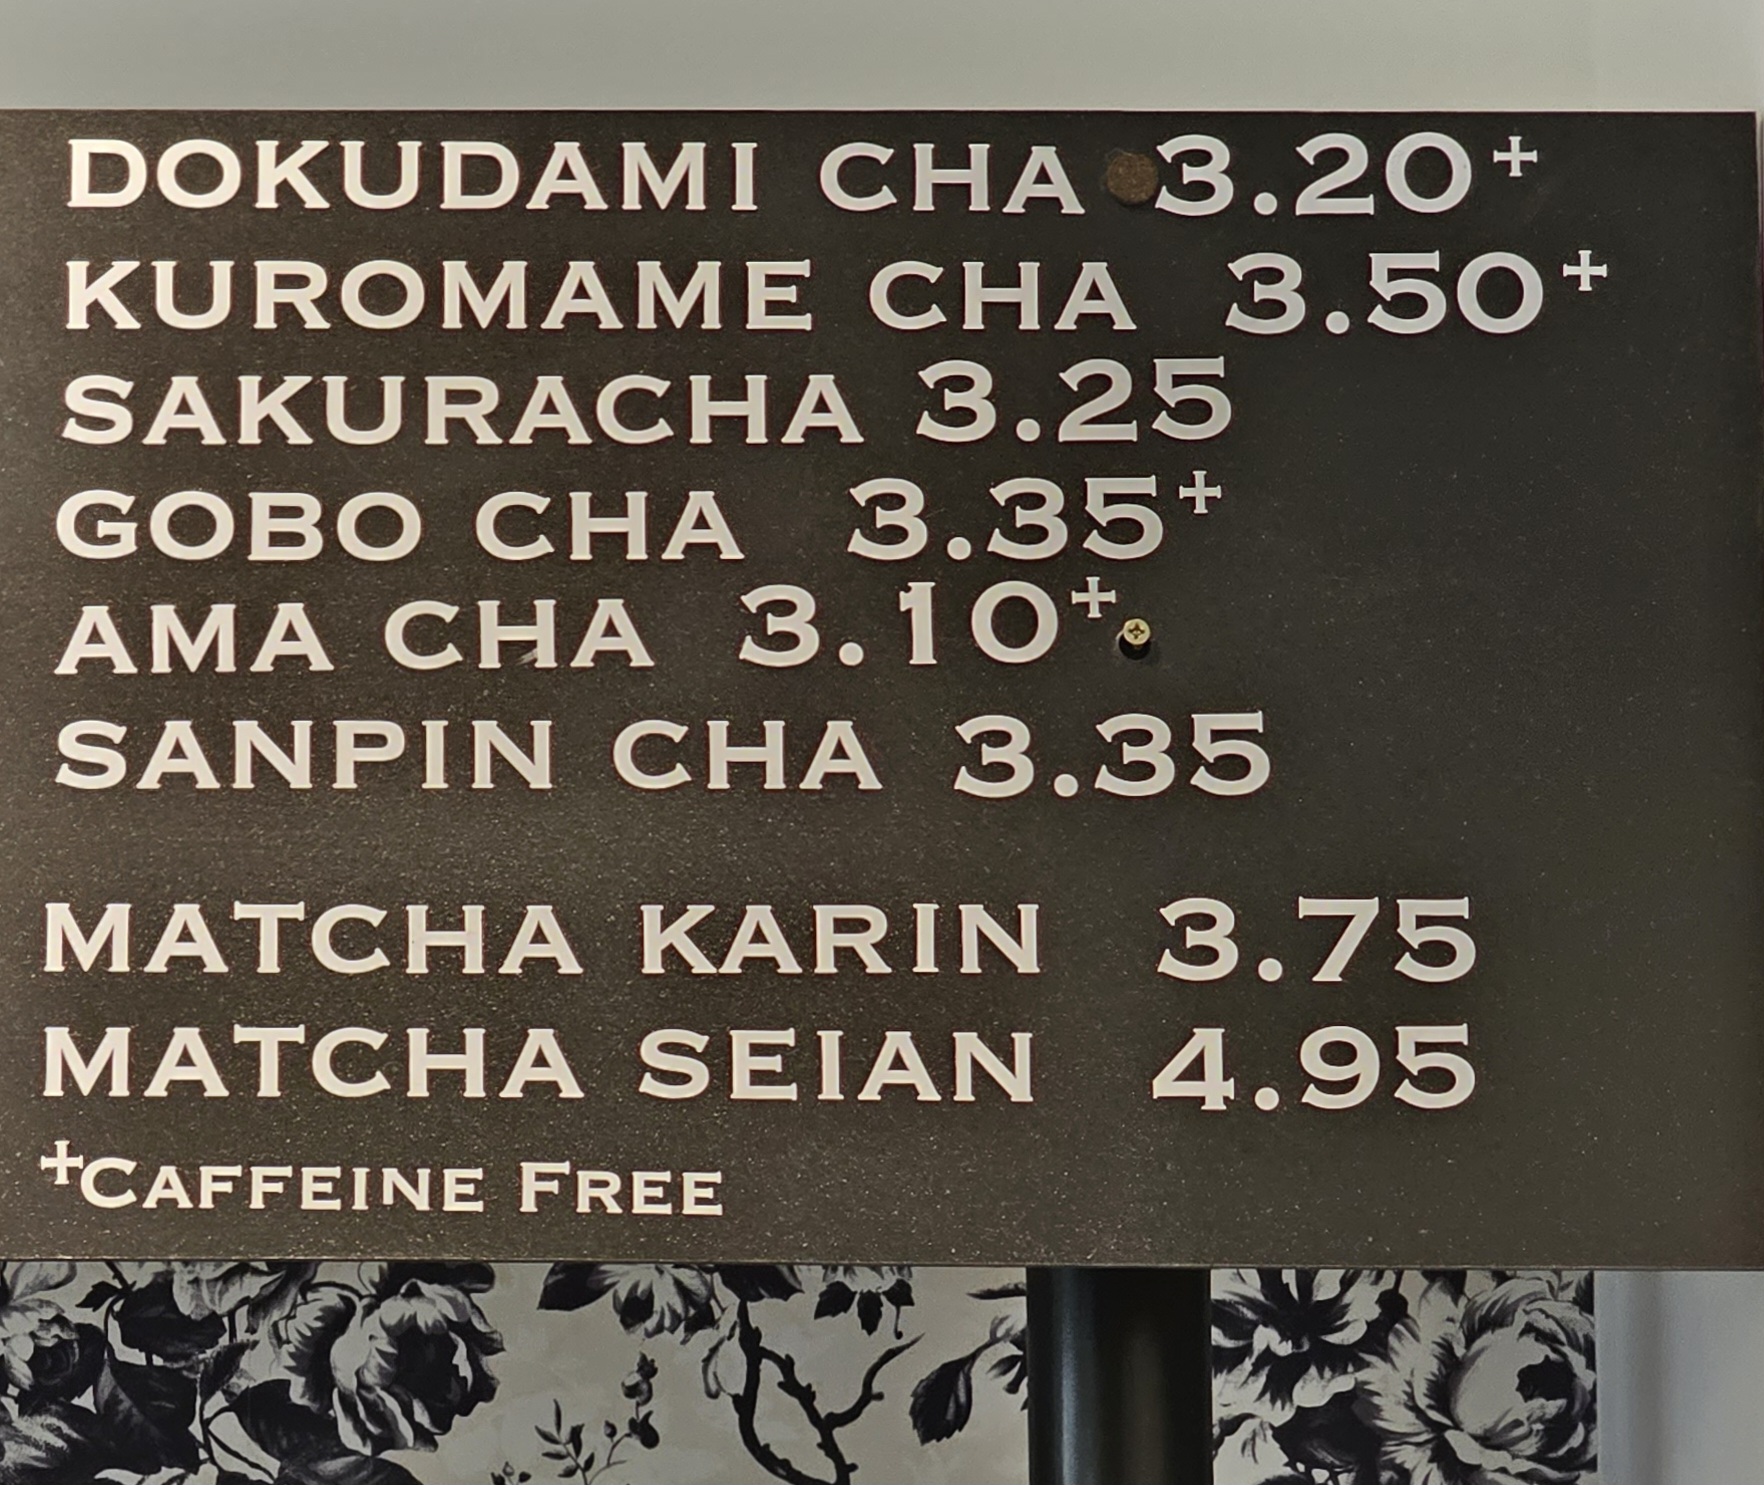 DOKUDAMI CHA 3.20+
KUROMAME CHA 3.50+
SAKURACHA 3.25
GOBO CHA 3.35+
AMA CHA 3.10+
SANPIN CHA 3.35
MATCHA KARIN 3.75
MATCHA SEIAN 4.95
+CAFFEINE FREE